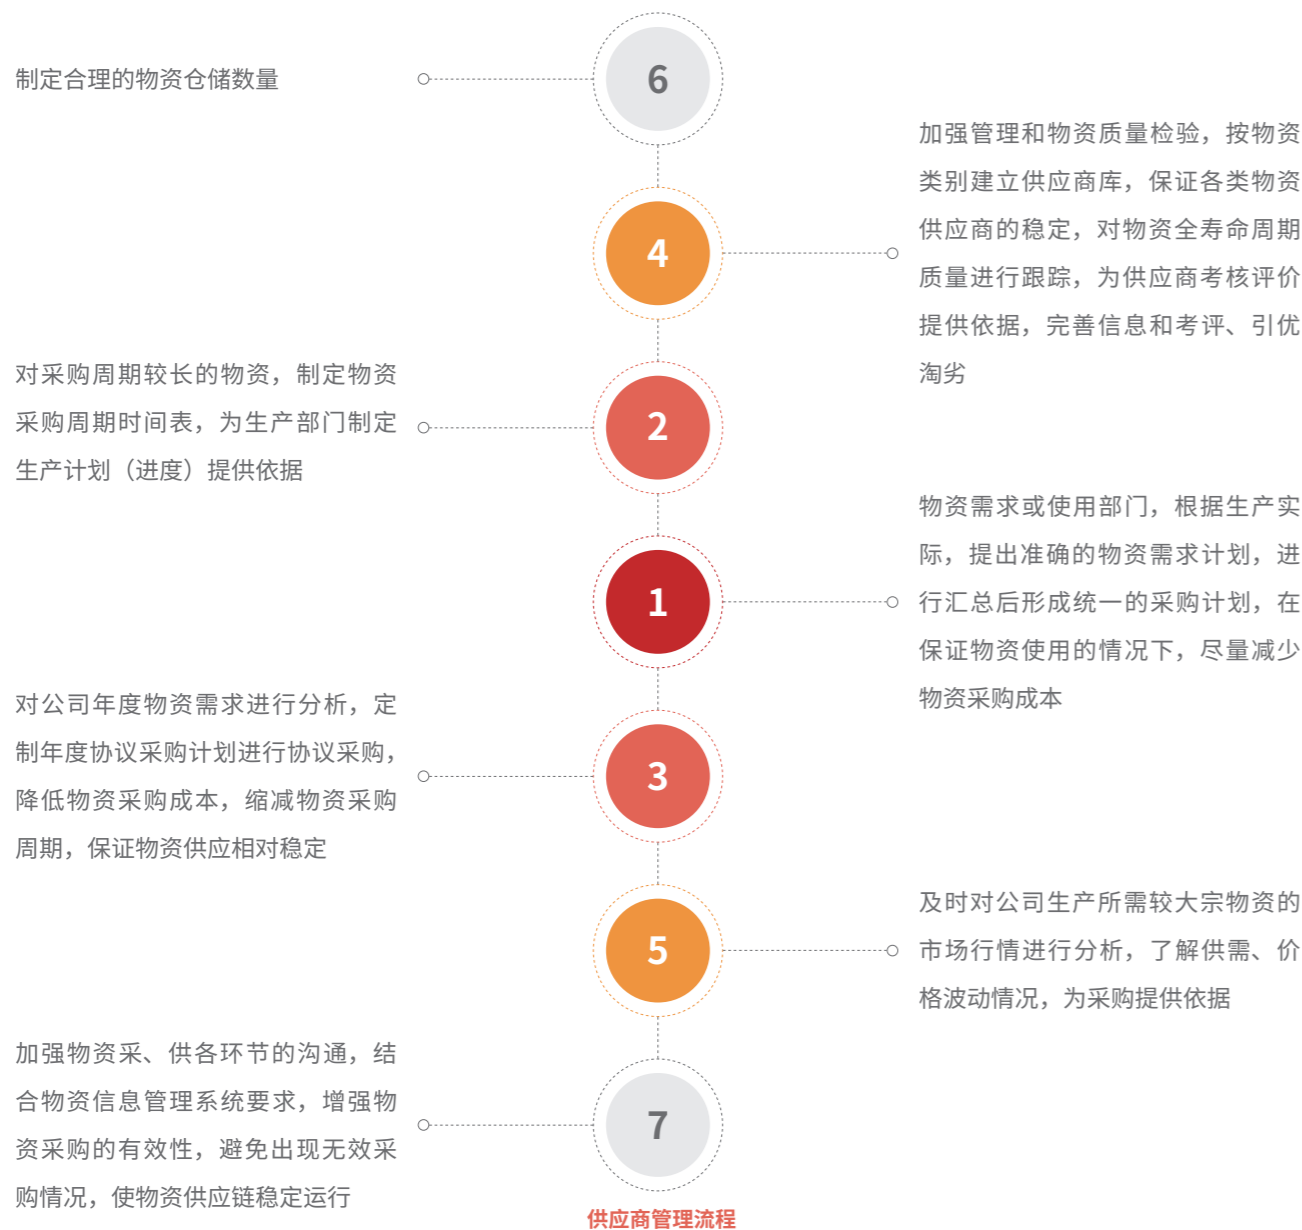 制定合理的物资仓储数量
6
加强管理和物资质量检验，按物资
类别建立供应商库，保证各类物资
供应商的稳定，对物资全寿命周期
质量进行跟踪，为供应商考核评价
提供依据，完善信息和考评、引优
淘劣
4
对采购周期较长的物资，制定物资
采购周期时间表，为生产部门制定
生产计划（进度）提供依据
2
物资需求或使用部门，根据生产实
际，提出准确的物资需求计划，进
行汇总后形成统一的采购计划，在
保证物资使用的情况下，尽量减少
物资采购成本
1
对公司年度物资需求进行分析，定
制年度协议采购计划进行协议采购，
降低物资采购成本，缩减物资采购
周期，保证物资供应相对稳定
3
及时对公司生产所需较大宗物资的
市场行情进行分析，了解供需、价
格波动情况，为采购提供依据
5
加强物资采、供各环节的沟通，结
合物资信息管理系统要求，增强物
资采购的有效性，避免出现无效采
购情况，使物资供应链稳定运行
7
供应商管理流程